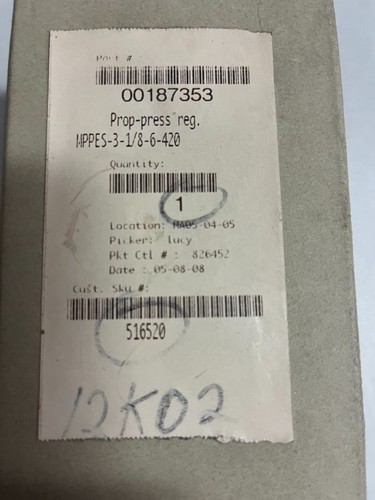 Part #
00187353
Prop-press reg.
MPPES-3-1/8-6-420
Quantity:
1
Location: MA05-04-05
Picker: lucy
Pkt Ctl # : 826452
Date : 05-08-08
Cust. Sku #:
516520
12K02